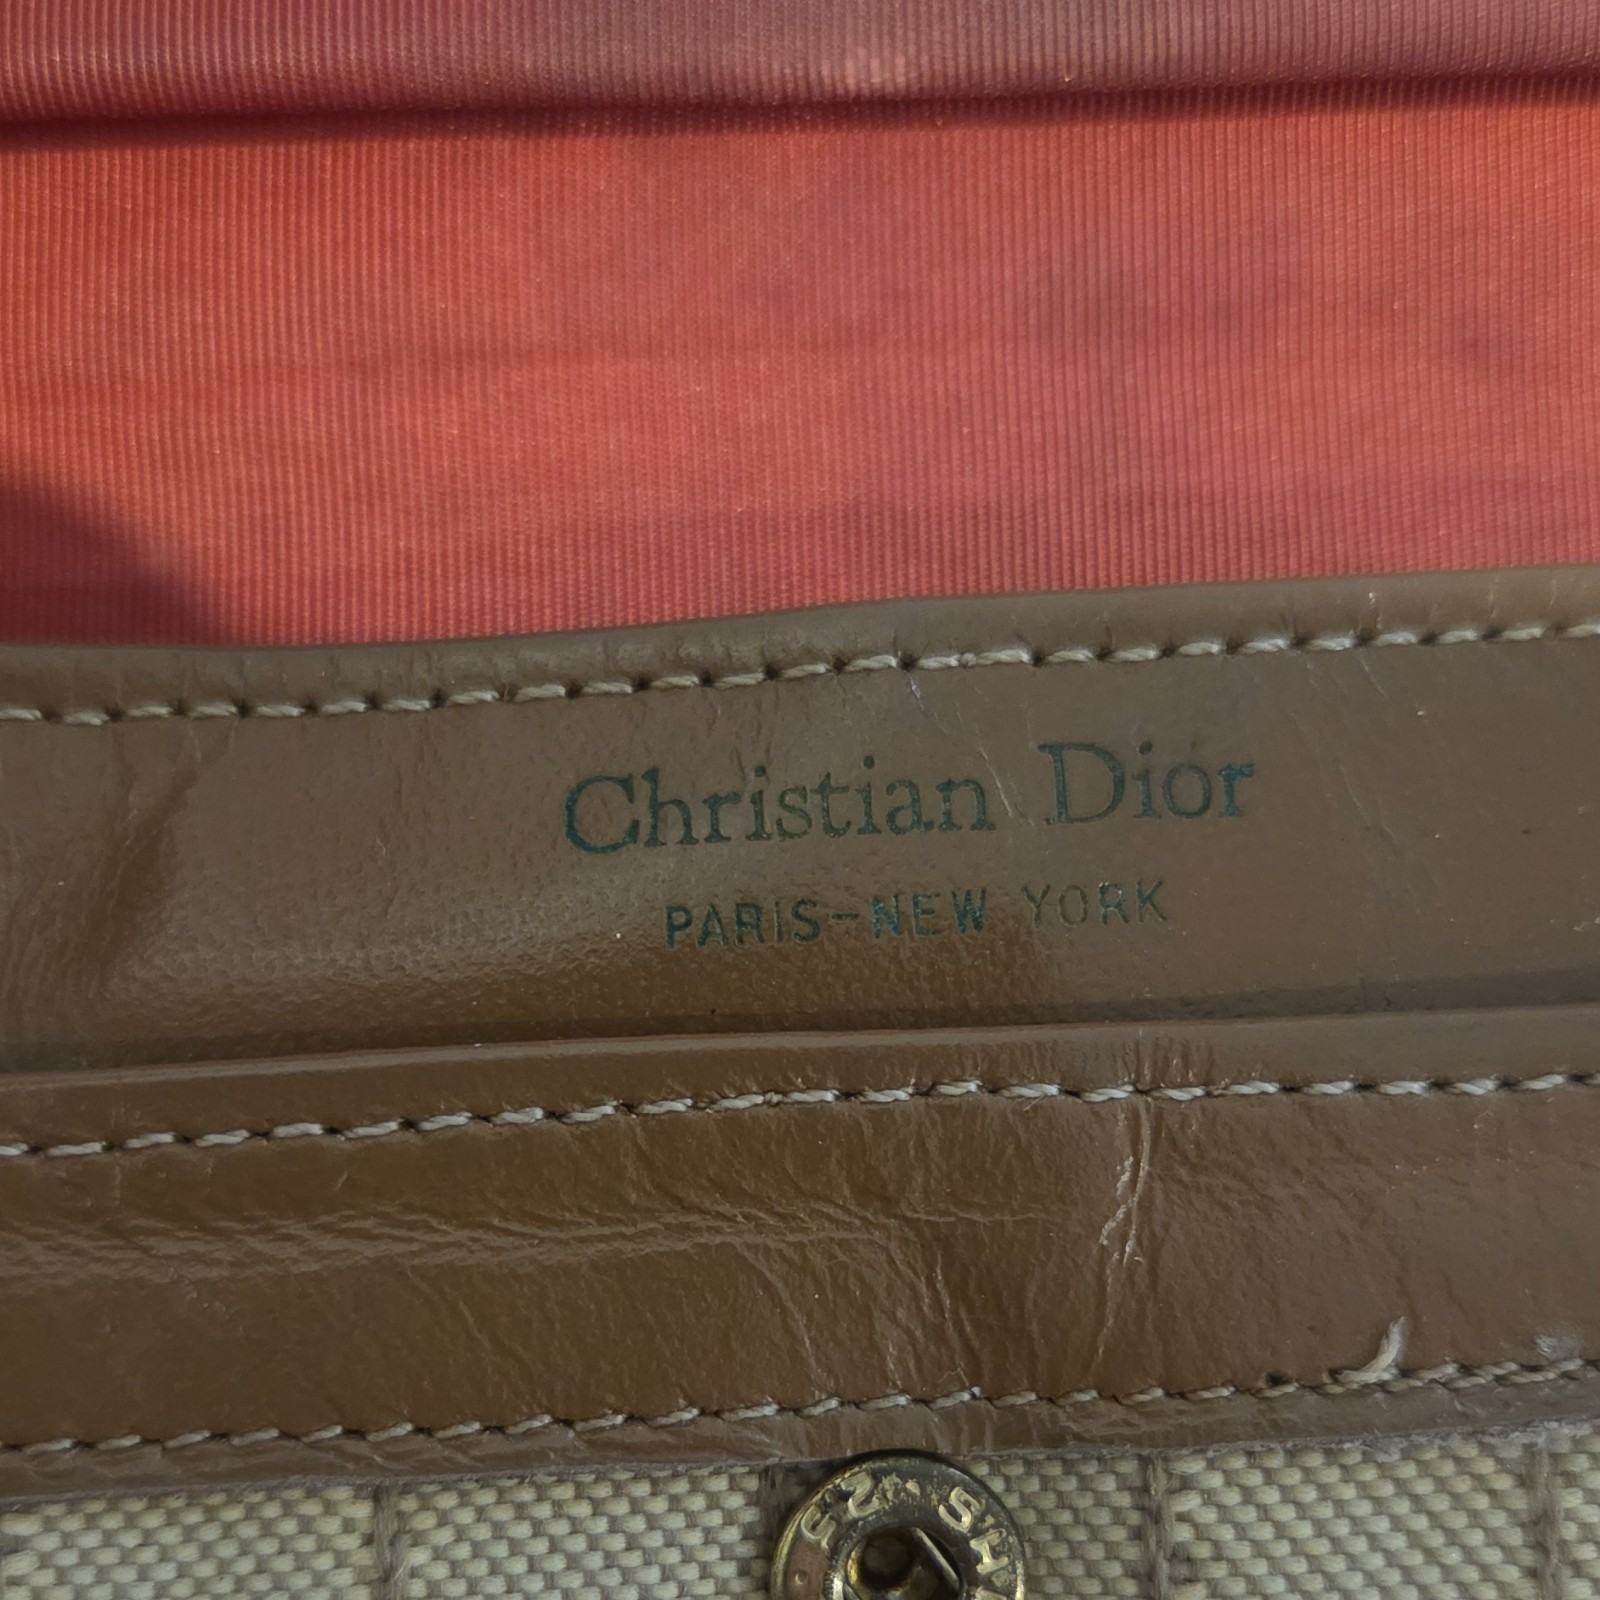 Christian Dior
PARIS-NEW YORK